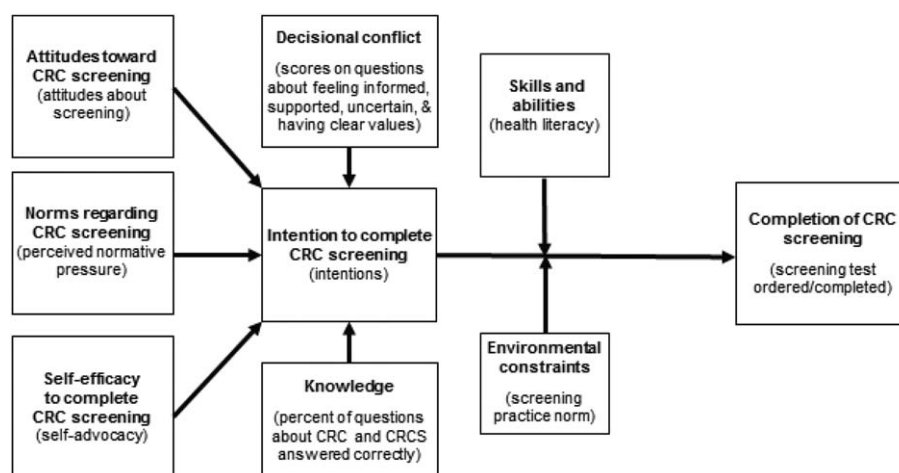 Attitudes toward
CRC screening
(attitudes about
screening)
Decisional conflict
(scores on questions
about feeling informed,
supported, uncertain, &
having clear values)
Skills and
abilities
(health literacy)
Norms regarding
CRC screening
(perceived normative
pressure)
Intention to complete
CRC screening
(intentions)
Completion of CRC
screening
(screening test
ordered/completed)
Self-efficacy
to complete
CRC screening
(self-advocacy)
Knowledge
(percent of questions
about CRC and CRCS
answered correctly)
Environmental
constraints
(screening
practice norm)